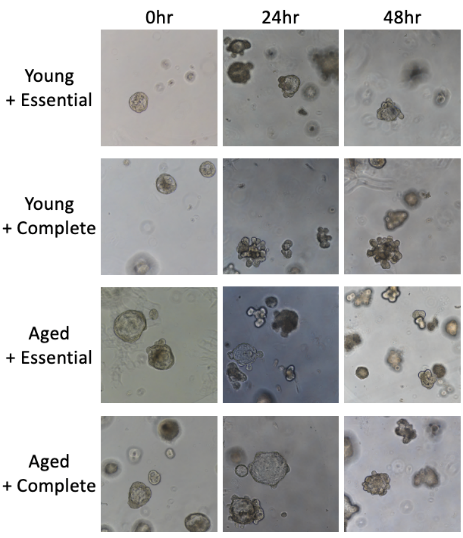 0hr 24hr 48hr
Young
+ Essential
Young
+ Complete
Aged
+ Essential
Aged
+ Complete